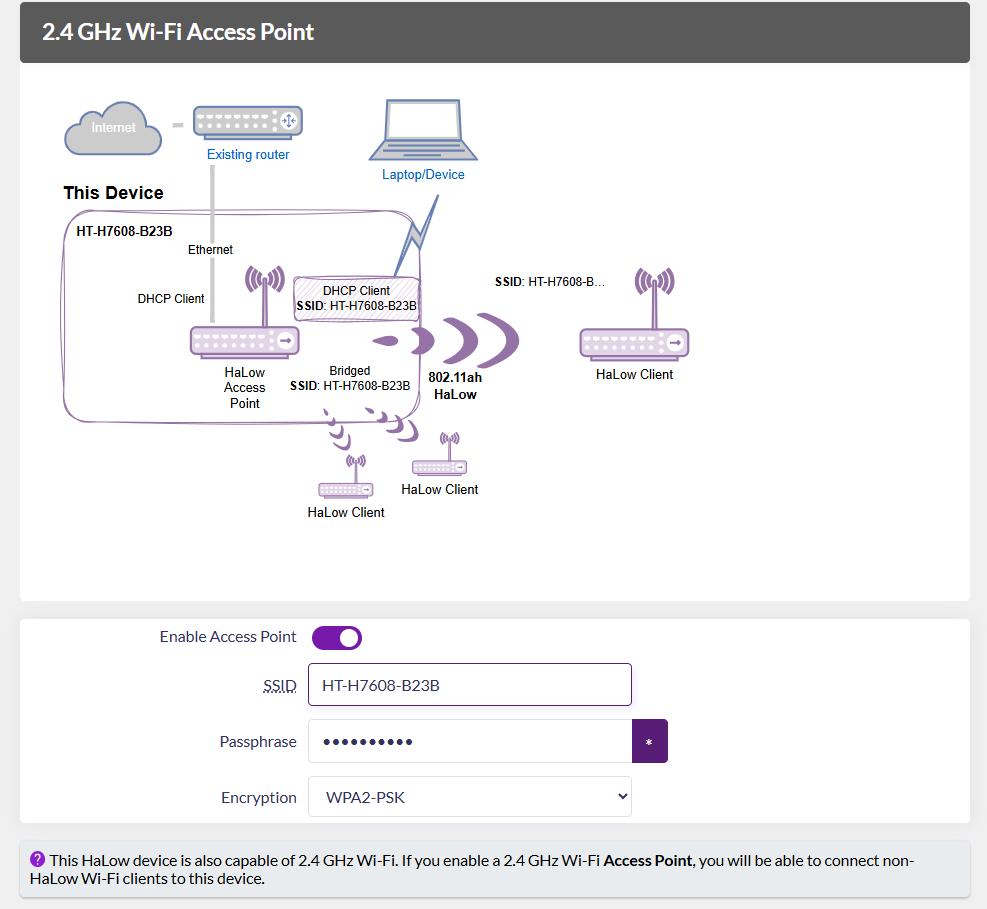 2.4 GHz Wi-Fi Access Point
Internet
Existing router
Laptop/Device
This Device
HT-H7608-B23B
Ethernet
DHCP Client
DHCP Client
SSID: HT-H7608-B23B
SSID: HT-H7608-B...
HaLow
Access
Point
Bridged
SSID: HT-H7608-B23B
802.11ah
HaLow
HaLow Client
HaLow Client
HaLow Client
Enable Access Point
SSID HT-H7608-B23B
Passphrase •••••••••• *
Encryption WPA2-PSK
? This HaLow device is also capable of 2.4 GHz Wi-Fi. If you enable a 2.4 GHz Wi-Fi Access Point, you will be able to connect non-
HaLow Wi-Fi clients to this device.